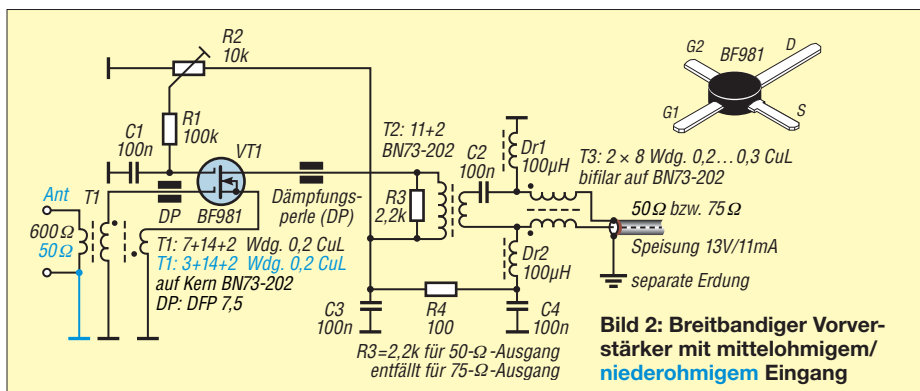 R2
10k
G2
BF981
D
G1
S
R1
100k
C1
100n
VT1
T2: 11+2
BN73-202
C2
100n
Dr1
100µH
T3: 2 × 8 Wdg. 0,2...0,3 CuL
bifilar auf BN73-202
Ant
T1
DP
BF981
Dämpfungs-
perle (DP)
R3
2,2k
50Ω bzw. 75Ω
Speisung 13V/11mA
600Ω
50Ω
T1: 7+14+2 Wdg. 0,2 CuL
T1: 3+14+2 Wdg. 0,2 CuL
auf Kern BN73-202
DP: DFP 7,5
Dr2
100µH
separate Erdung
C3
100n
R4
100
C4
100n
R3=2,2k für 50-Ω-Ausgang
entfällt für 75-Ω-Ausgang
Bild 2: Breitbandiger Vorver-
stärker mit mittelohmigem/
niederohmigem Eingang